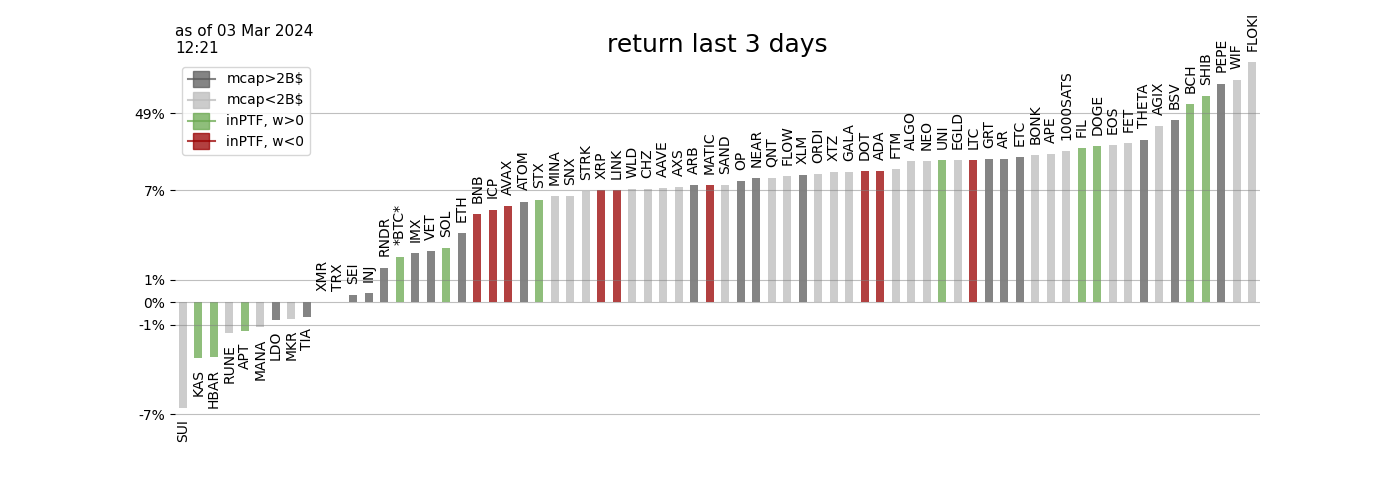 as of 03 Mar 2024
12:21
return last 3 days
mcap>2B$
mcap<2B$
inPTF, w>0
inPTF, w<0
49%
7%
1%
0%
-1%
-7%
SUI
KAS
HBAR
RUNE
APT
MANA
LDO
MKR
TIA
XMR
TRX
SEI
INJ
RNDR
*BTC*
IMX
VET
SOL
ETH
BNB
ICP
AVAX
ATOM
STX
MINA
SNX
STRK
XRP
LINK
WLD
CHZ
AAVE
AXS
ARB
MATIC
SAND
OP
NEAR
QNT
FLOW
XLM
ORDI
XTZ
GALA
DOT
ADA
FTM
ALGO
NEO
UNI
EGLD
LTC
GRT
AR
ETC
BONK
APE
1000SATS
FIL
DOGE
EOS
FET
THETA
AGIX
BSV
BCH
SHIB
PEPE
WIF
FLOKI